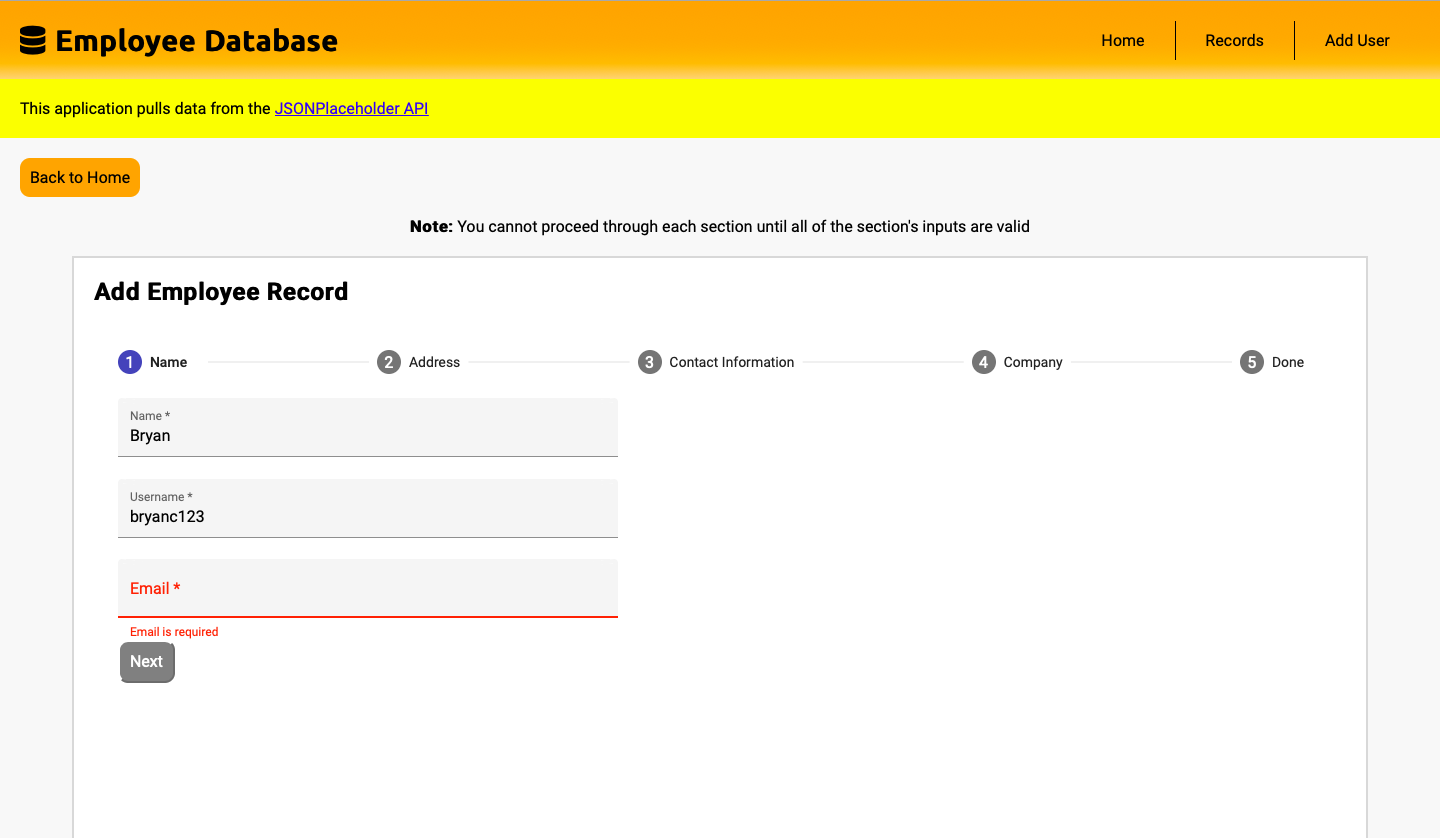 Employee Database
Home
Records
Add User
This application pulls data from the JSONPlaceholder API
Back to Home
Note: You cannot proceed through each section until all of the section's inputs are valid
Add Employee Record
1 Name
2 Address
3 Contact Information
4 Company
5 Done
Name *
Bryan
Username *
bryanc123
Email *
Email is required
Next